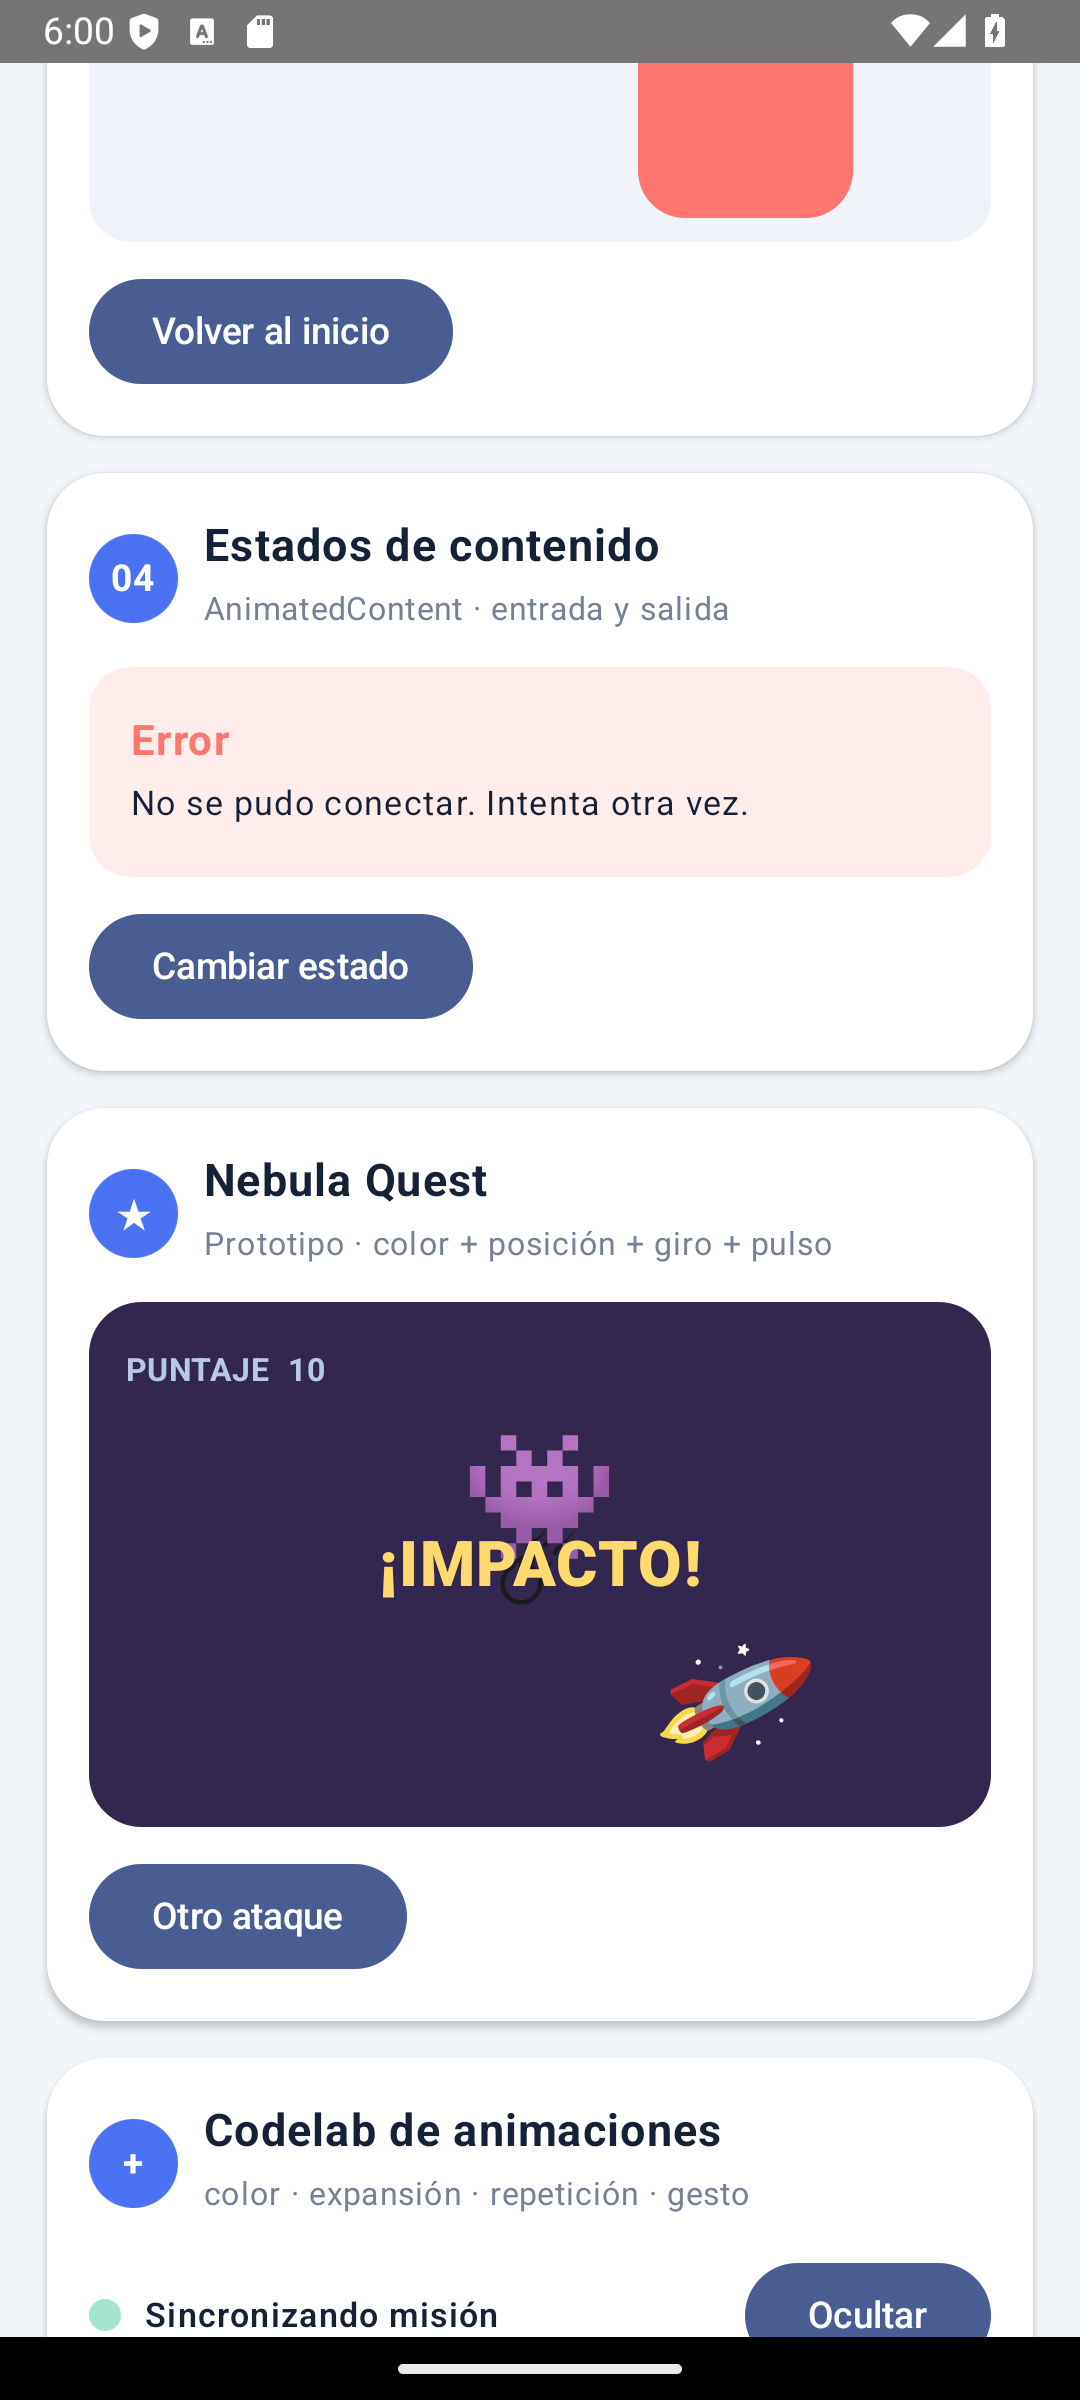 6:00
Volver al inicio
04
Estados de contenido
AnimatedContent · entrada y salida
Error
No se pudo conectar. Intenta otra vez.
Cambiar estado
★
Nebula Quest
Prototipo · color + posición + giro + pulso
PUNTAJE 10
¡IMPACTO!
Otro ataque
+
Codelab de animaciones
color · expansión · repetición · gesto
Sincronizando misión
Ocultar